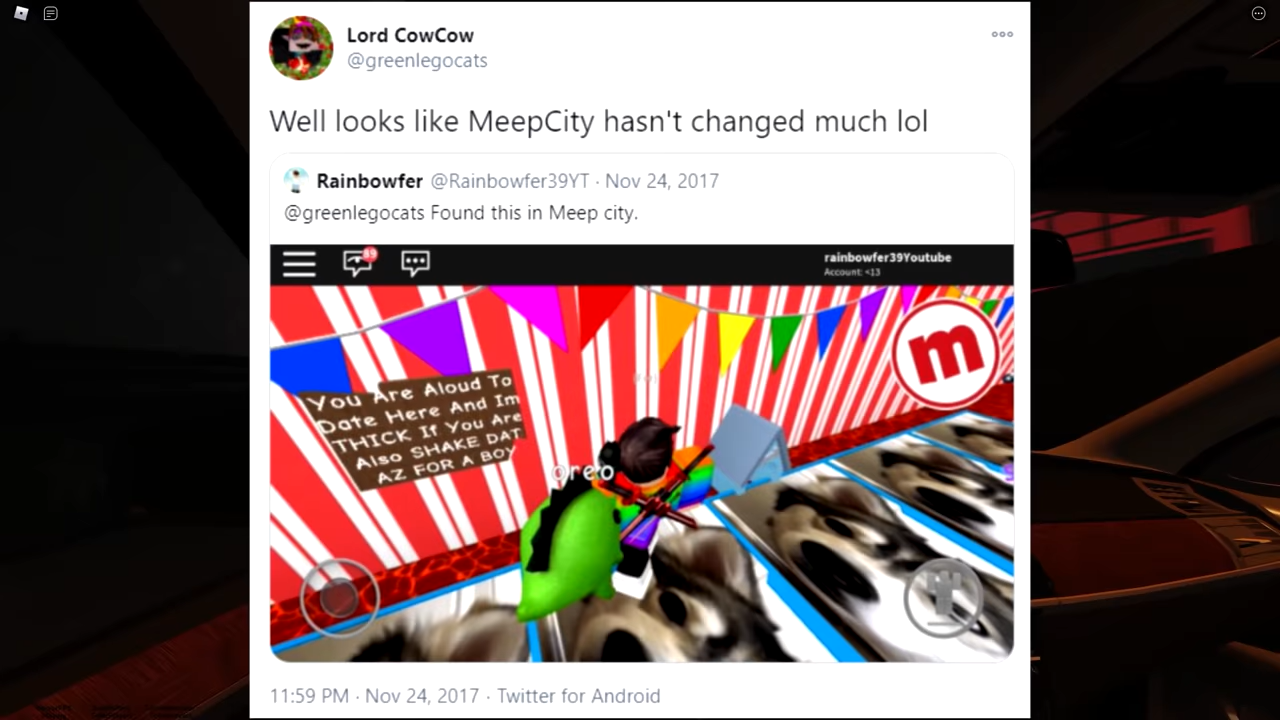 Lord CowCow
@greenlegocats
Well looks like MeepCity hasn't changed much lol
Rainbowfer @Rainbowfer39YT · Nov 24, 2017
@greenlegocats Found this in Meep city.
89
rainbowfer39Youtube
Account: <13
m
You Are Aloud To
Date Here And Im
THICK If You Are
Also SHAKE DAT
AZ FOR A BOY
oreo
11:59 PM · Nov 24, 2017 · Twitter for Android